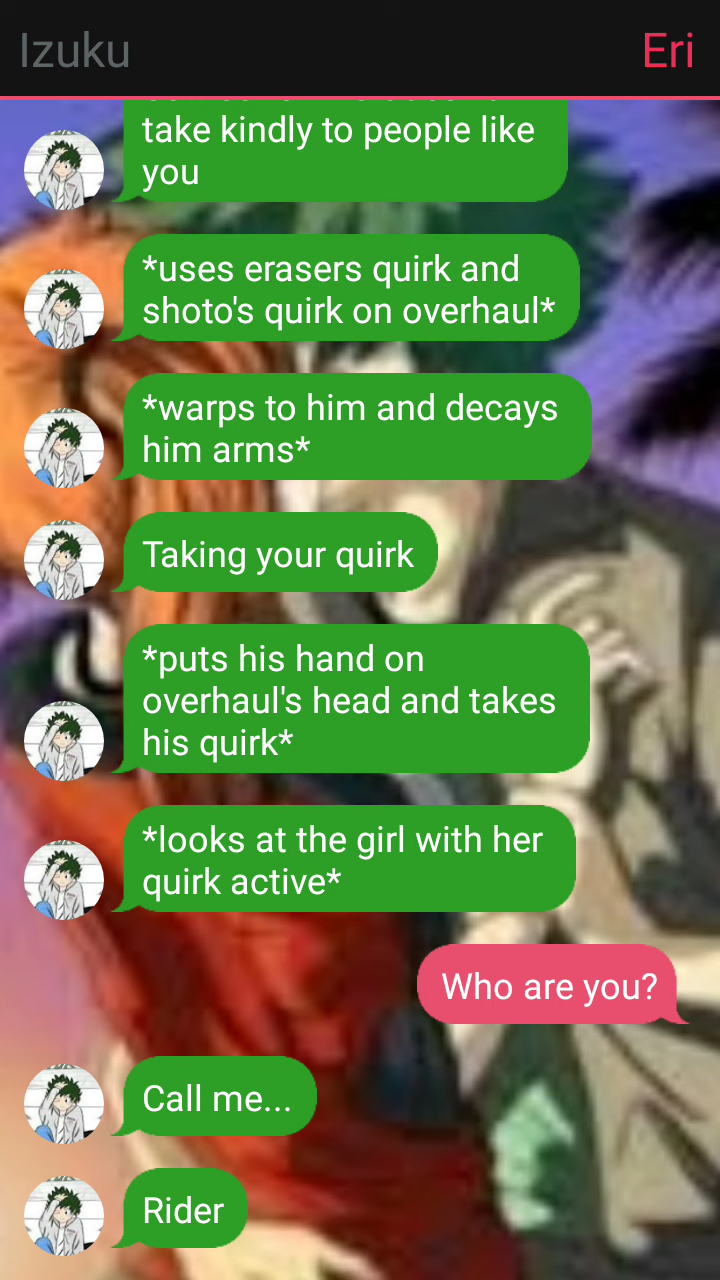 Izuku
Eri
take kindly to people like
you
*uses erasers quirk and
shoto's quirk on overhaul*
*warps to him and decays
him arms*
Taking your quirk
*puts his hand on
overhaul's head and takes
his quirk*
*looks at the girl with her
quirk active*
Who are you?
Call me...
Rider